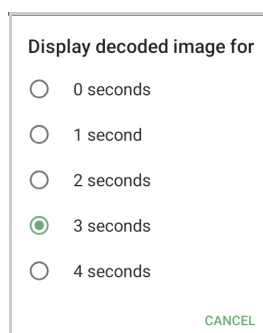 Display decoded image for
0 seconds
1 second
2 seconds
3 seconds
4 seconds
CANCEL